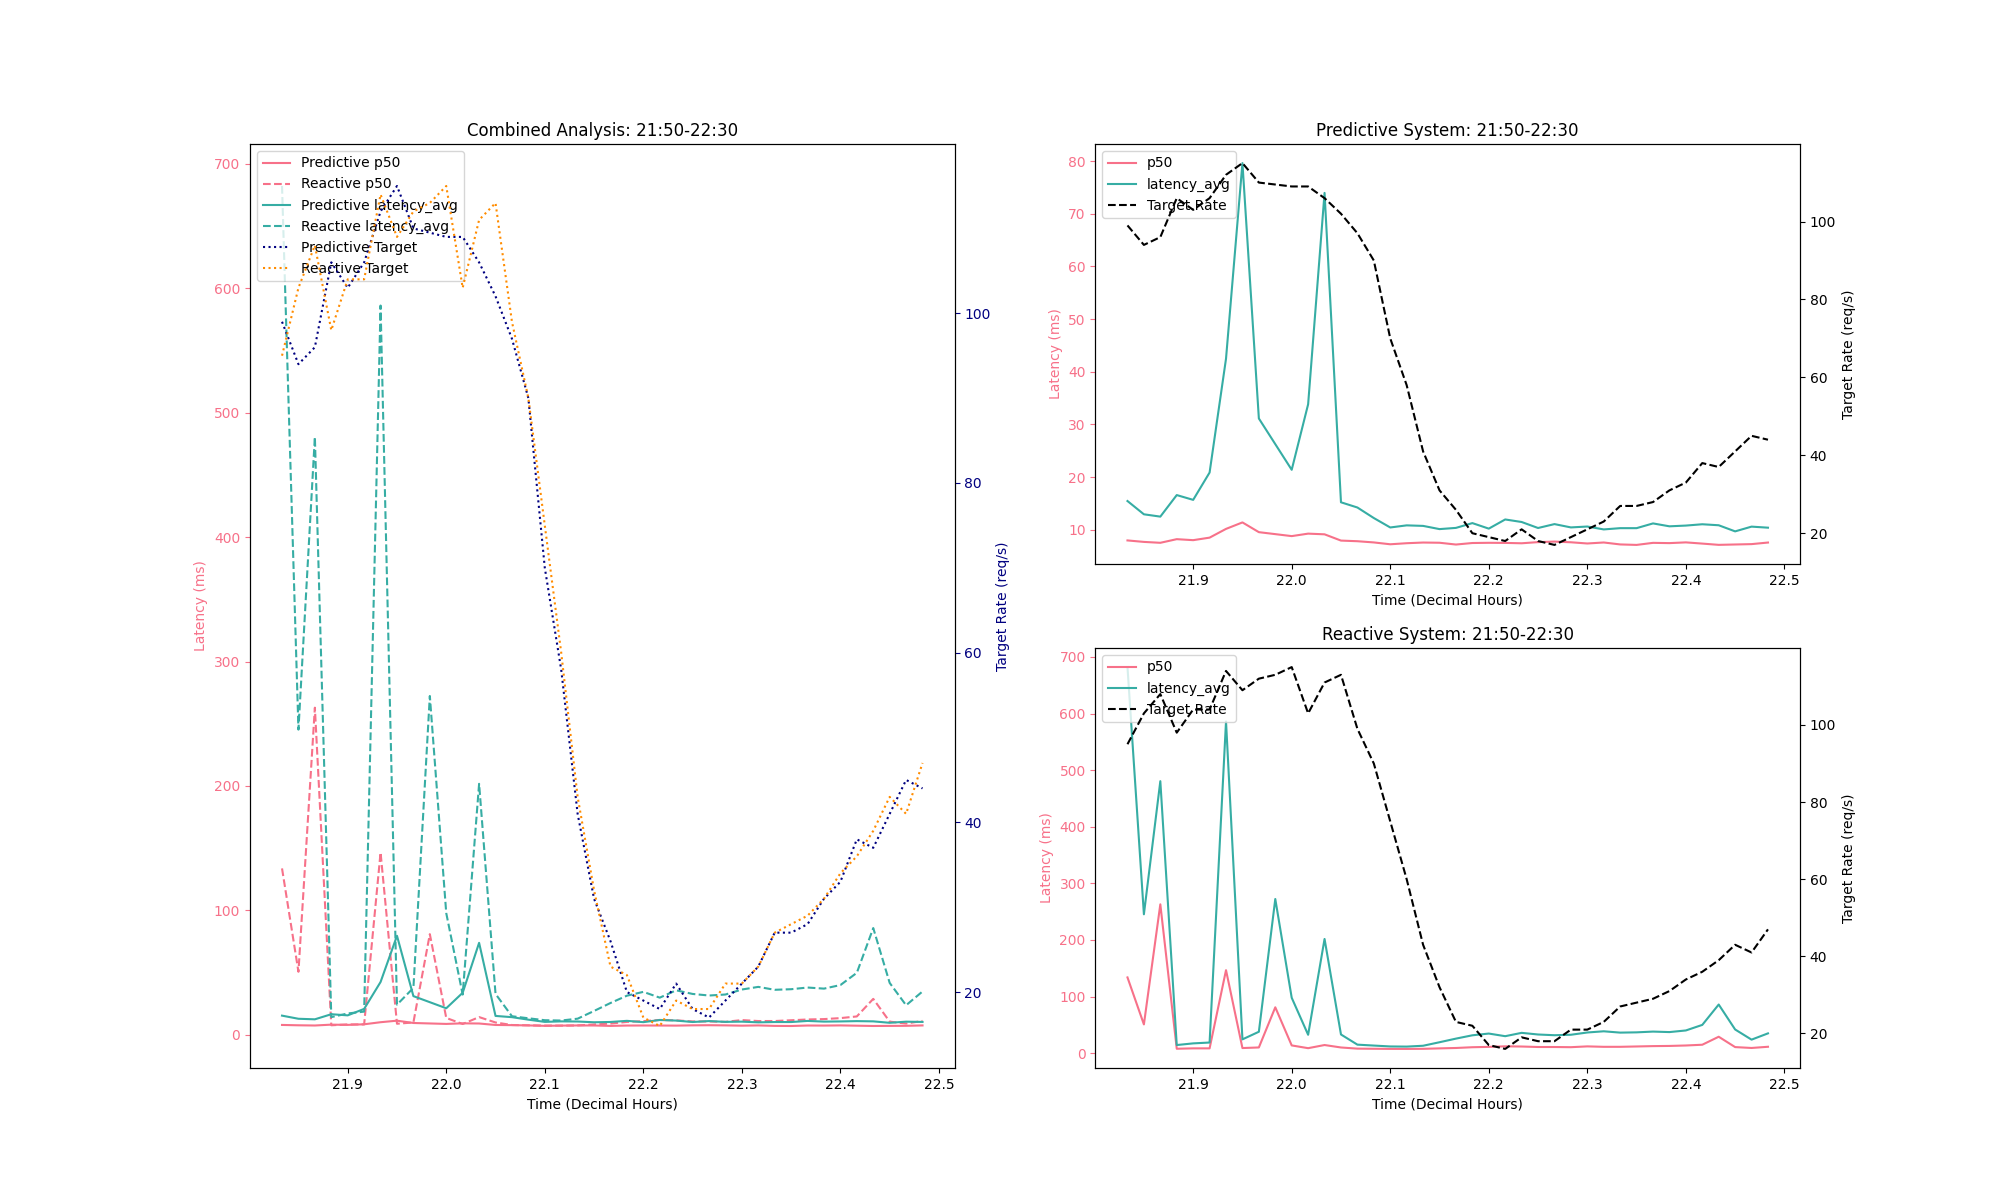 Combined Analysis: 21:50-22:30
Predictive p50
Reactive p50
Predictive latency_avg
Reactive latency_avg
Predictive Target
Reactive Target
700
600
500
400
300
200
100
0
Latency (ms)
100
80
60
40
20
Target Rate (req/s)
21.9 22.0 22.1 22.2 22.3 22.4 22.5
Time (Decimal Hours)
Predictive System: 21:50-22:30
p50
latency_avg
Target Rate
80
70
60
50
40
30
20
10
Latency (ms)
100
80
60
40
20
Target Rate (req/s)
21.9 22.0 22.1 22.2 22.3 22.4 22.5
Time (Decimal Hours)
Reactive System: 21:50-22:30
p50
latency_avg
Target Rate
700
600
500
400
300
200
100
0
Latency (ms)
100
80
60
40
20
Target Rate (req/s)
21.9 22.0 22.1 22.2 22.3 22.4 22.5
Time (Decimal Hours)